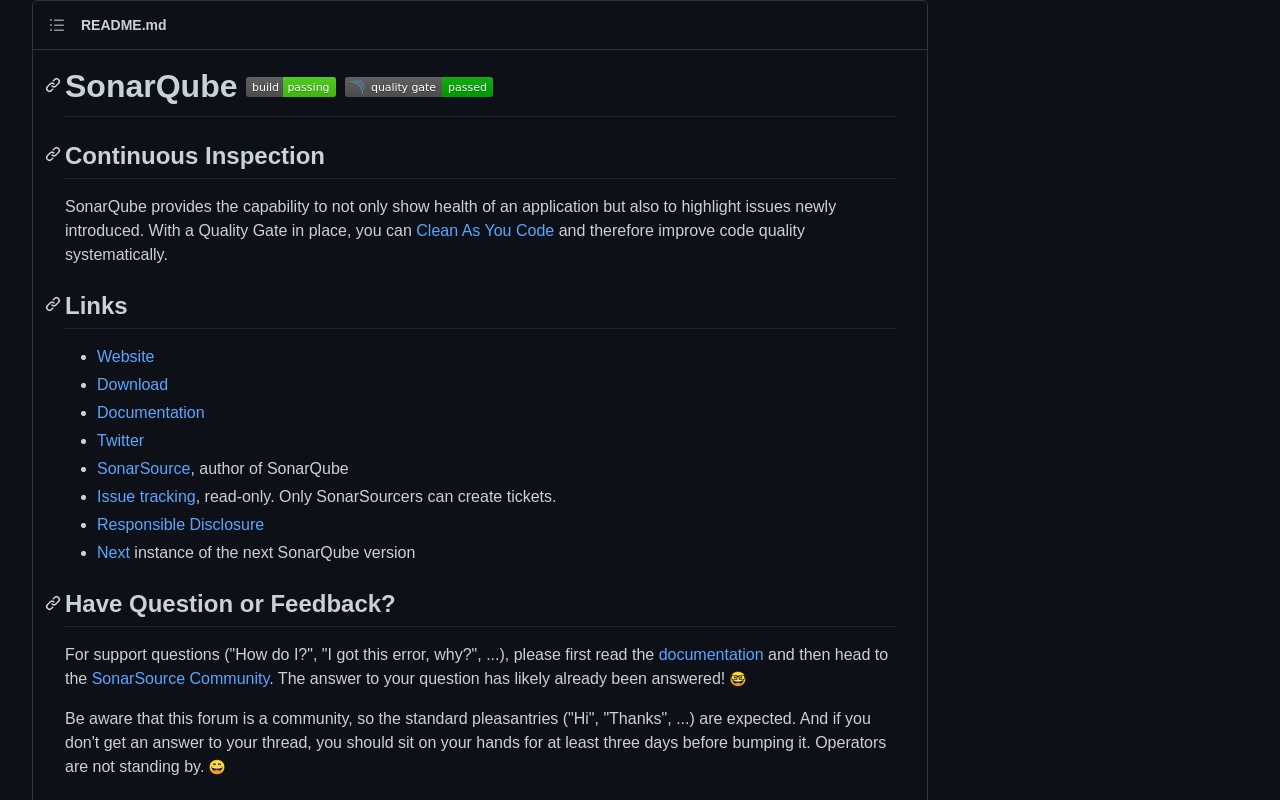 README.md
SonarQube build passing quality gate passed
Continuous Inspection
SonarQube provides the capability to not only show health of an application but also to highlight issues newly
introduced. With a Quality Gate in place, you can Clean As You Code and therefore improve code quality
systematically.
Links
Website
Download
Documentation
Twitter
SonarSource, author of SonarQube
Issue tracking, read-only. Only SonarSourcers can create tickets.
Responsible Disclosure
Next instance of the next SonarQube version
Have Question or Feedback?
For support questions ("How do I?", "I got this error, why?", ...), please first read the documentation and then head to
the SonarSource Community. The answer to your question has likely already been answered! 🤓
Be aware that this forum is a community, so the standard pleasantries ("Hi", "Thanks", ...) are expected. And if you
don't get an answer to your thread, you should sit on your hands for at least three days before bumping it. Operators
are not standing by. 😄